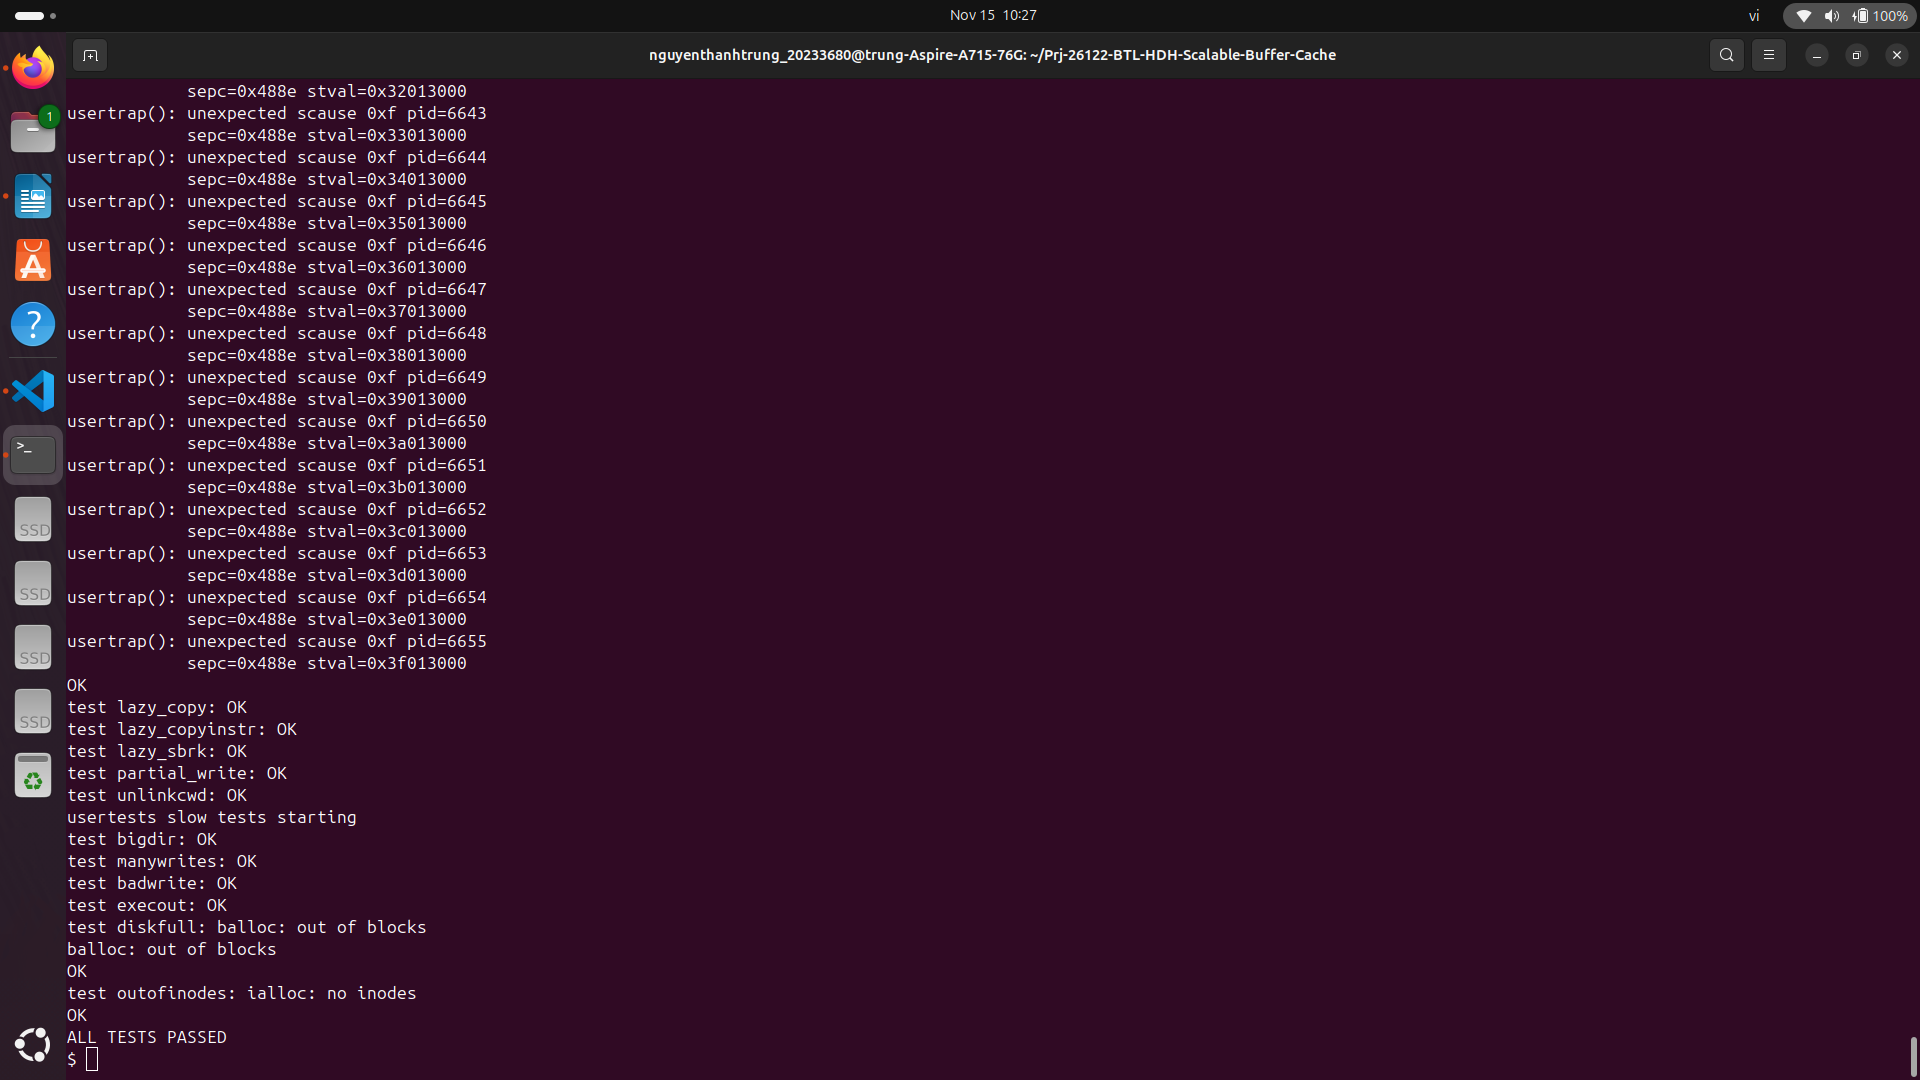 Nov 15 10:27
vi
100%
nguyenthanhtrung_20233680@trung-Aspire-A715-76G: ~/Prj-26122-BTL-HDH-Scalable-Buffer-Cache
1
?
>_
SSD
SSD
SSD
SSD
sepc=0x488e stval=0x32013000
usertrap(): unexpected scause 0xf pid=6643
sepc=0x488e stval=0x33013000
usertrap(): unexpected scause 0xf pid=6644
sepc=0x488e stval=0x34013000
usertrap(): unexpected scause 0xf pid=6645
sepc=0x488e stval=0x35013000
usertrap(): unexpected scause 0xf pid=6646
sepc=0x488e stval=0x36013000
usertrap(): unexpected scause 0xf pid=6647
sepc=0x488e stval=0x37013000
usertrap(): unexpected scause 0xf pid=6648
sepc=0x488e stval=0x38013000
usertrap(): unexpected scause 0xf pid=6649
sepc=0x488e stval=0x39013000
usertrap(): unexpected scause 0xf pid=6650
sepc=0x488e stval=0x3a013000
usertrap(): unexpected scause 0xf pid=6651
sepc=0x488e stval=0x3b013000
usertrap(): unexpected scause 0xf pid=6652
sepc=0x488e stval=0x3c013000
usertrap(): unexpected scause 0xf pid=6653
sepc=0x488e stval=0x3d013000
usertrap(): unexpected scause 0xf pid=6654
sepc=0x488e stval=0x3e013000
usertrap(): unexpected scause 0xf pid=6655
sepc=0x488e stval=0x3f013000
OK
test lazy_copy: OK
test lazy_copyinstr: OK
test lazy_sbrk: OK
test partial_write: OK
test unlinkcwd: OK
usertests slow tests starting
test bigdir: OK
test manywrites: OK
test badwrite: OK
test execout: OK
test diskfull: balloc: out of blocks
balloc: out of blocks
OK
test outofinodes: ialloc: no inodes
OK
ALL TESTS PASSED
$